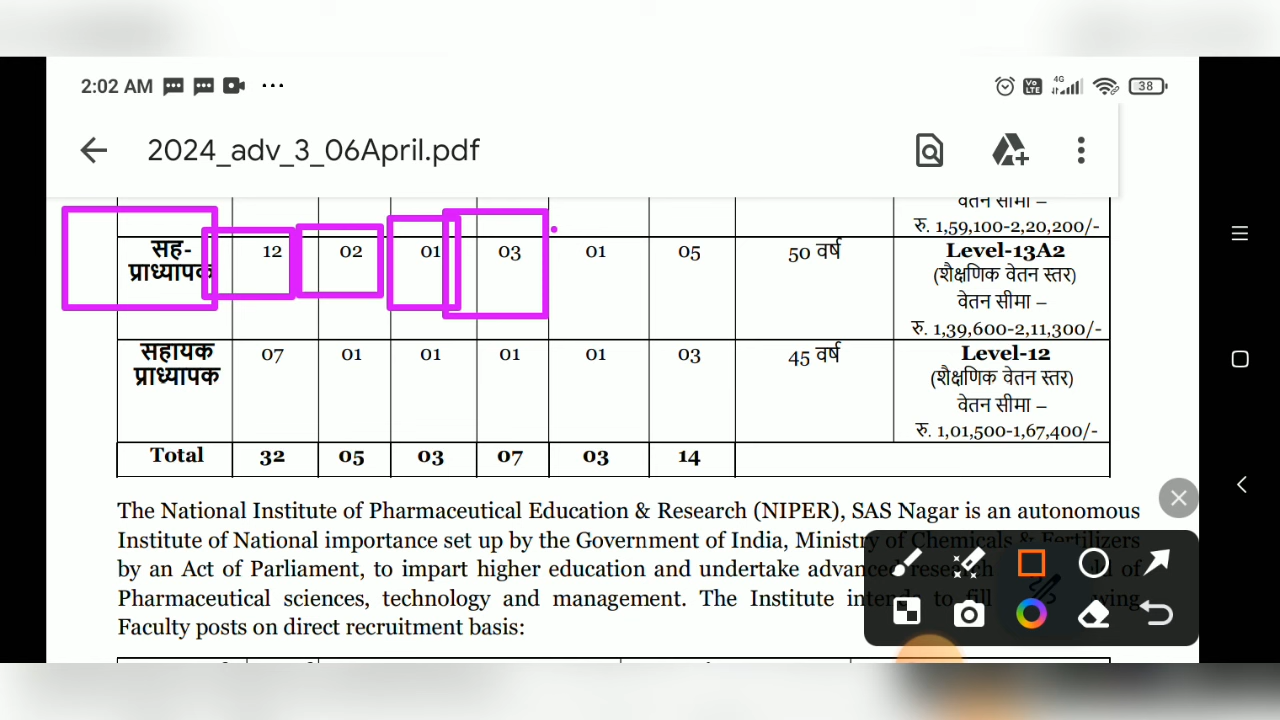 2:02 AM
Vo LTE 4G 38
2024_adv_3_06April.pdf
वेतन सीमा –
रु. 1,59,100-2,20,200/-
सह-प्राध्यापक 12 02 01 03 01 05 50 वर्ष Level-13A2
(शैक्षणिक वेतन स्तर)
वेतन सीमा –
रु. 1,39,600-2,11,300/-
सहायक प्राध्यापक 07 01 01 01 01 03 45 वर्ष Level-12
(शैक्षणिक वेतन स्तर)
वेतन सीमा –
रु. 1,01,500-1,67,400/-
Total 32 05 03 07 03 14
The National Institute of Pharmaceutical Education & Research (NIPER), SAS Nagar is an autonomous
Institute of National importance set up by the Government of India, Ministry of Chemicals & Fertilizers
by an Act of Parliament, to impart higher education and undertake advanced research of
Pharmaceutical sciences, technology and management. The Institute intends to fill
Faculty posts on direct recruitment basis: